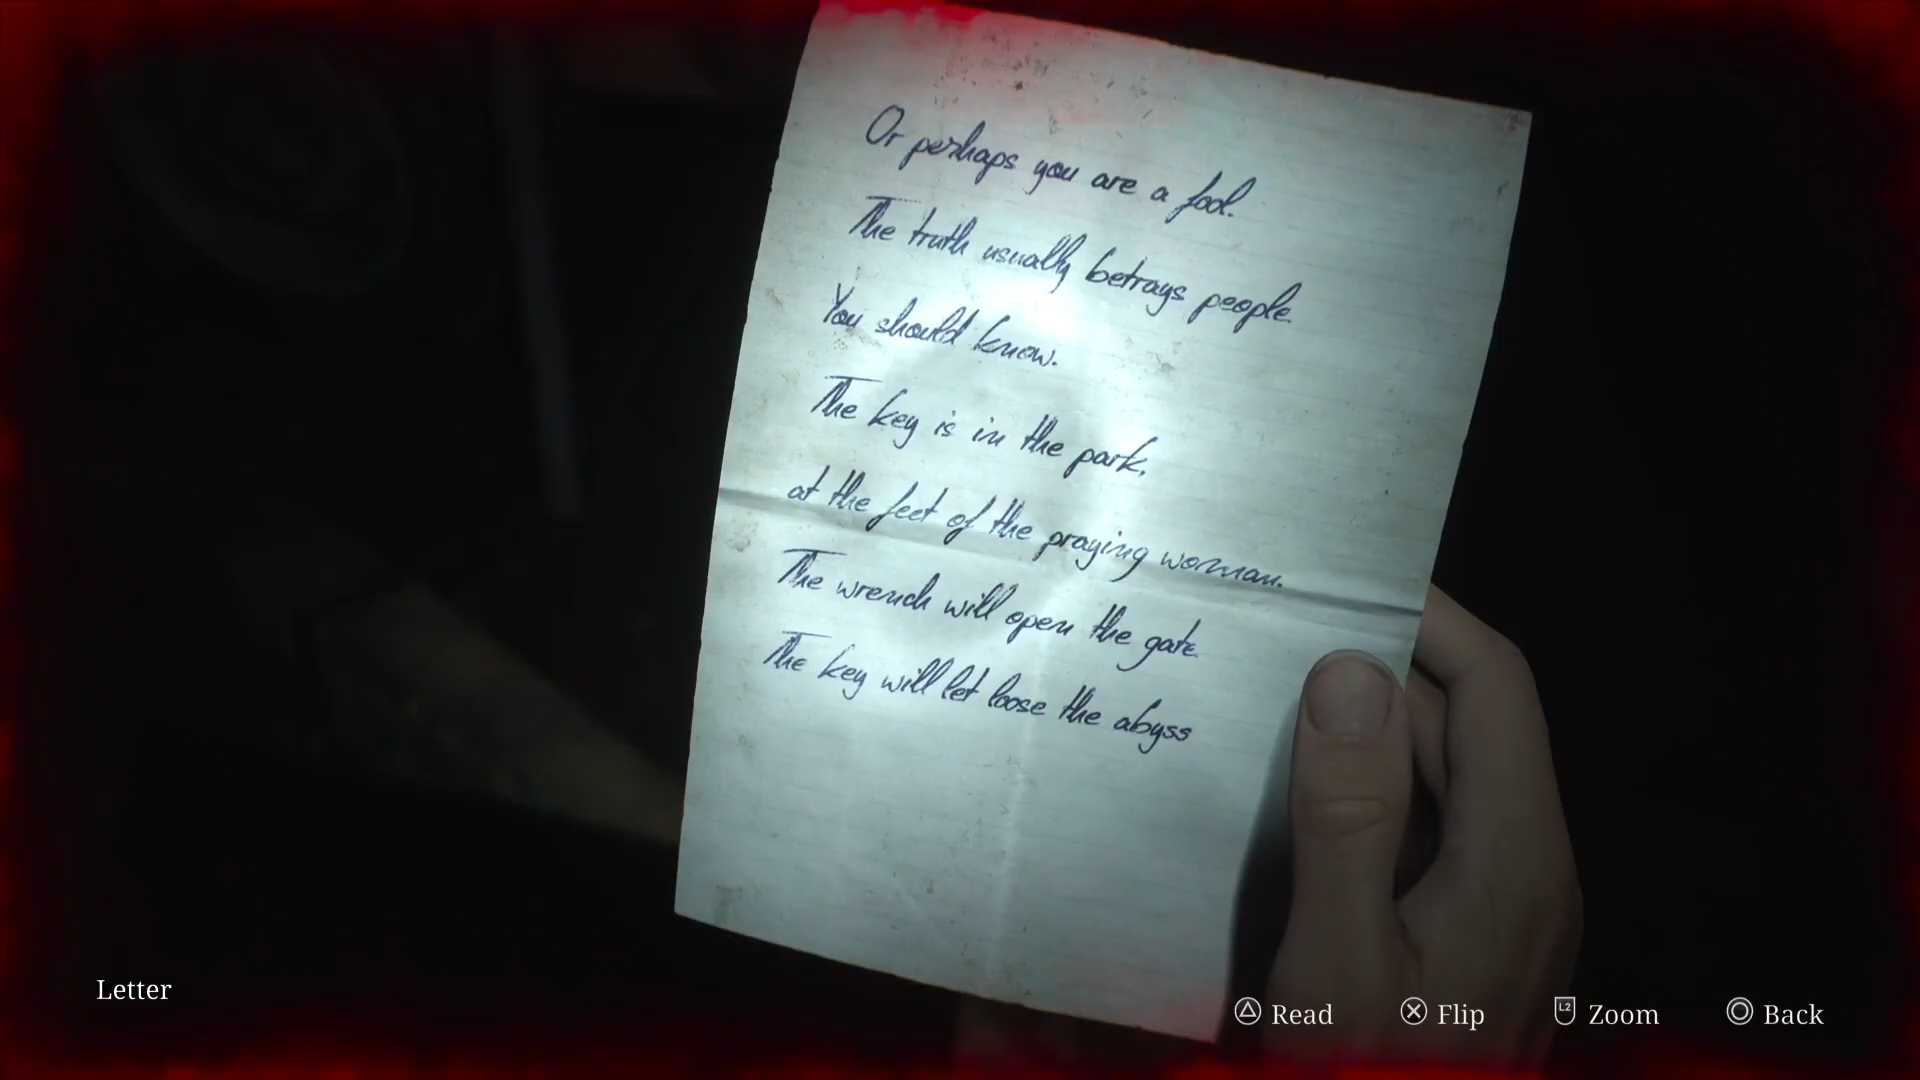 Or perhaps you are a fool.
The truth usually betrays people.
You should know.
The key is in the park,
at the feet of the praying woman.
The wrench will open the gate.
The key will let loose the abyss
Letter
Read
Flip
L2 Zoom
Back